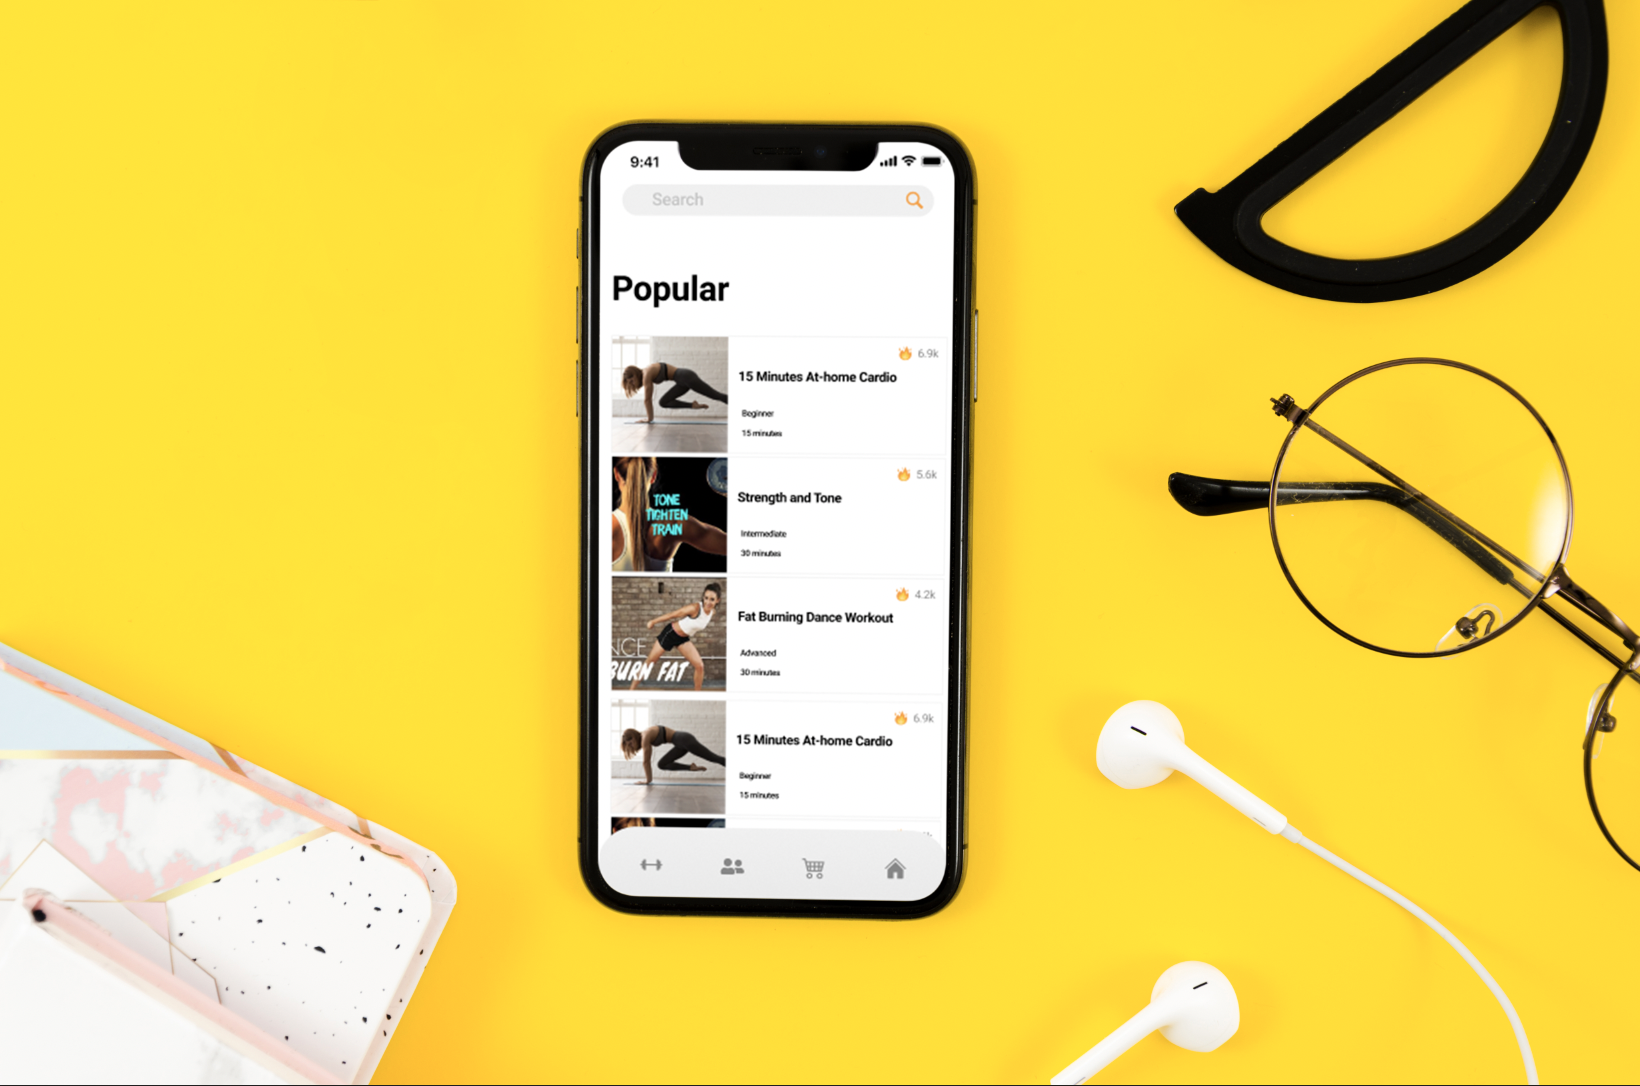 9:41
Search
Popular
6.9k
15 Minutes At-home Cardio
Beginner
15 minutes
5.6k
TONE
TIGHTEN
TRAIN
Strength and Tone
Intermediate
30 minutes
4.2k
Fat Burning Dance Workout
NCE
BURN FAT
Advanced
30 minutes
6.9k
15 Minutes At-home Cardio
Beginner
15 minutes